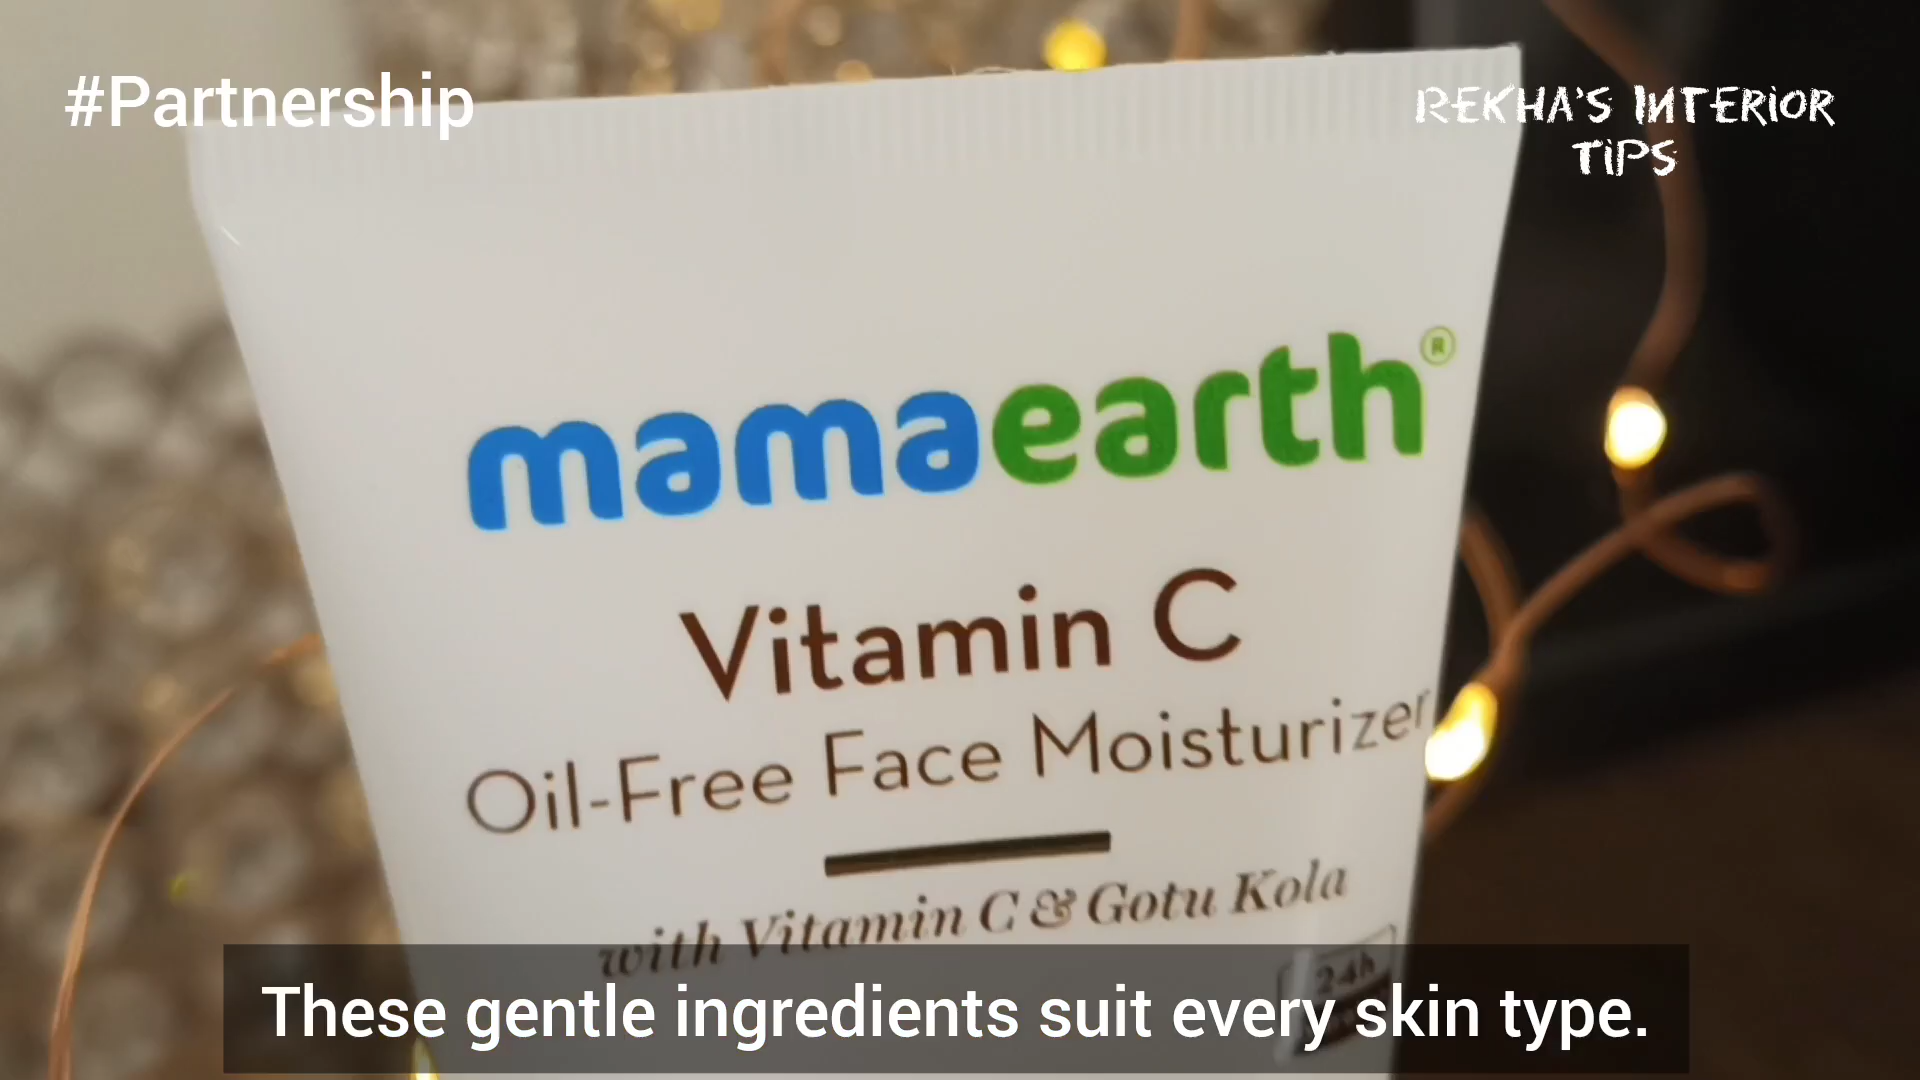 #Partnership
REKHA'S INTERIOR
TIPS
mamaearth®
Vitamin C
Oil-Free Face Moisturizer
with Vitamin C & Gotu Kola
24h
These gentle ingredients suit every skin type.